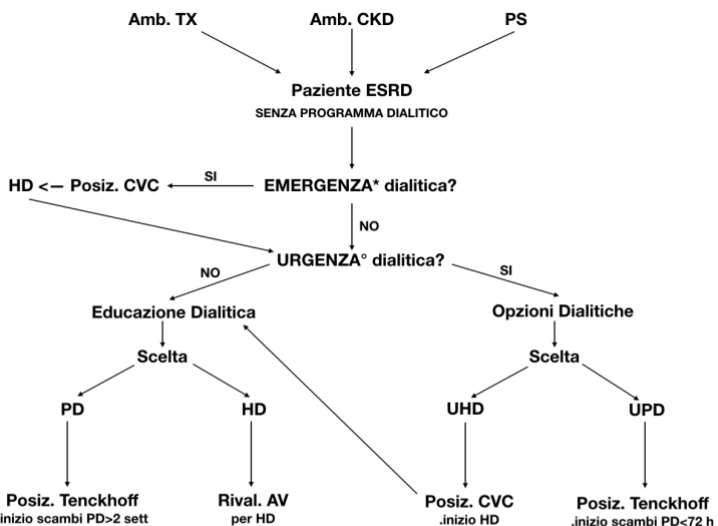 Amb. TX
Amb. CKD
PS
Paziente ESRD
SENZA PROGRAMMA DIALITICO
HD <— Posiz. CVC
SI
EMERGENZA* dialitica?
NO
URGENZA° dialitica?
NO
SI
Educazione Dialitica
Opzioni Dialitiche
Scelta
Scelta
PD
HD
UHD
UPD
Posiz. Tenckhoff
inizio scambi PD>2 sett
Rival. AV
per HD
Posiz. CVC
.inizio HD
Posiz. Tenckhoff
.inizio scambi PD<72 h